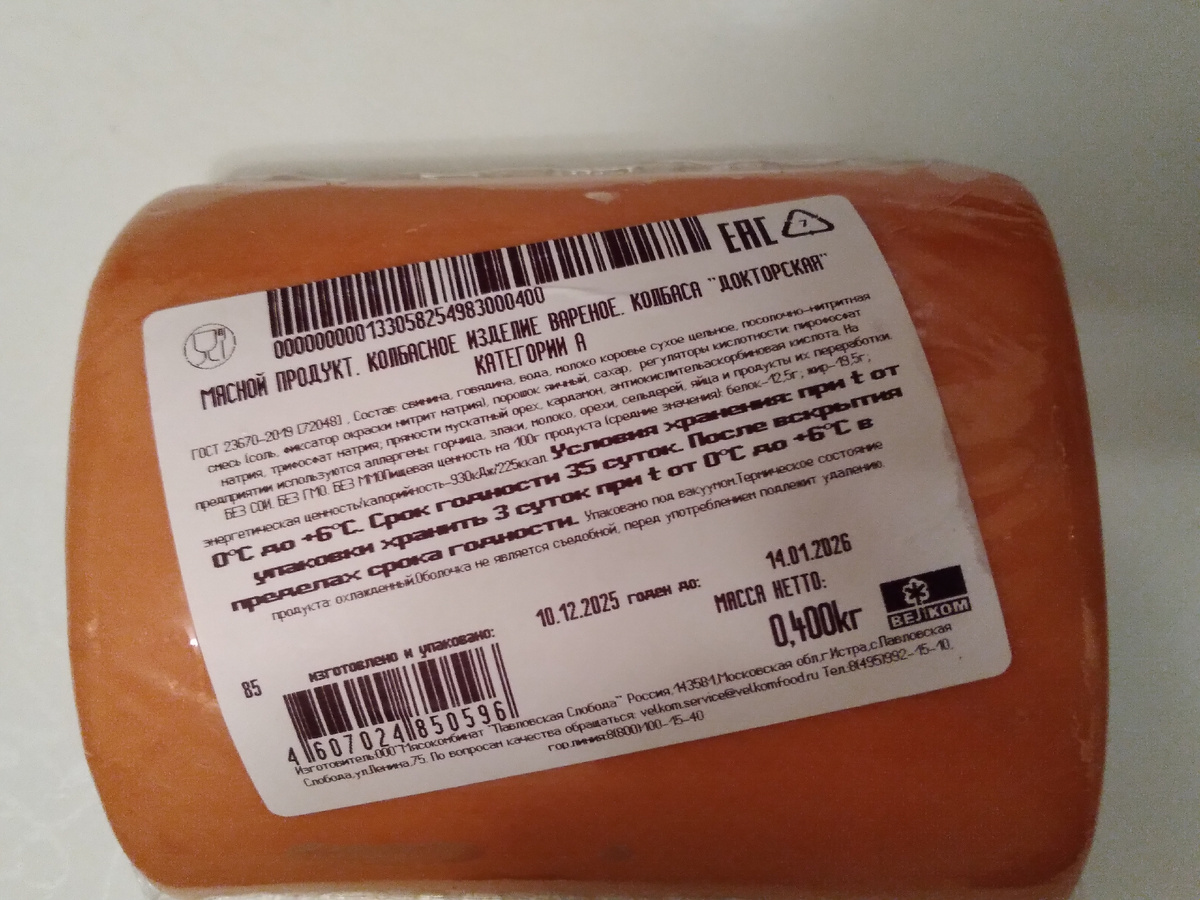 ЕАС
7
000000000133058254983000400
МЯСНОЙ ПРОДУКТ. КОЛБАСНОЕ ИЗДЕЛИЕ ВАРЕНОЕ. КОЛБАСА "ДОКТОРСКАЯ"
КАТЕГОРИИ А
ГОСТ 23670-2019 [72048] , Состав: свинина, говядина, вода, молоко коровье сухое цельное, посолочно-нитритная
смесь (соль, фиксатор окраски нитрит натрия), порошок яичный, сахар, регуляторы кислотности: пирофосфат
натрия, трифосфат натрия; пряности мускатный орех, кардамон, антиокислительаскорбиновая кислота. На
предприятии используются аллергены: горчица, злаки, молоко, орехи, сельдерей, яйца и продукты их переработки.
БЕЗ СОИ. БЕЗ ГМО. БЕЗ ММОПищевая ценность на 100г продукта (средние значения): белок-12,5г; жир-19,5г;
энергетическая ценность/калорийность-930кДж/225ккал. Условия хранения: при t от
0°С до +6°С. Срок годности 35 суток. После вскрытия
упаковки хранить 3 суток при t от 0°С до +6°С в
пределах срока годности. Упаковано под вакуумом.Термическое состояние
продукта: охлажденный.Оболочка не является съедобной, перед употреблением подлежит удалению.
85
изготовлено и упаковано:
10.12.2025 годен до:
14.01.2026
МАССА НЕТТО:
0,400кг
ВЕЛКОМ
4 607024 850596
Изготовитель:ООО "Мясокомбинат "Павловская Слобода" Россия,143581,Московская обл,г.Истра,с.Павловская
Слобода,ул.Ленина,75. По вопросам качества обращаться: velkom.service@velkomfood.ru Тел.:8(495)992-15-10,
гор.линия:8(800)-100-15-40